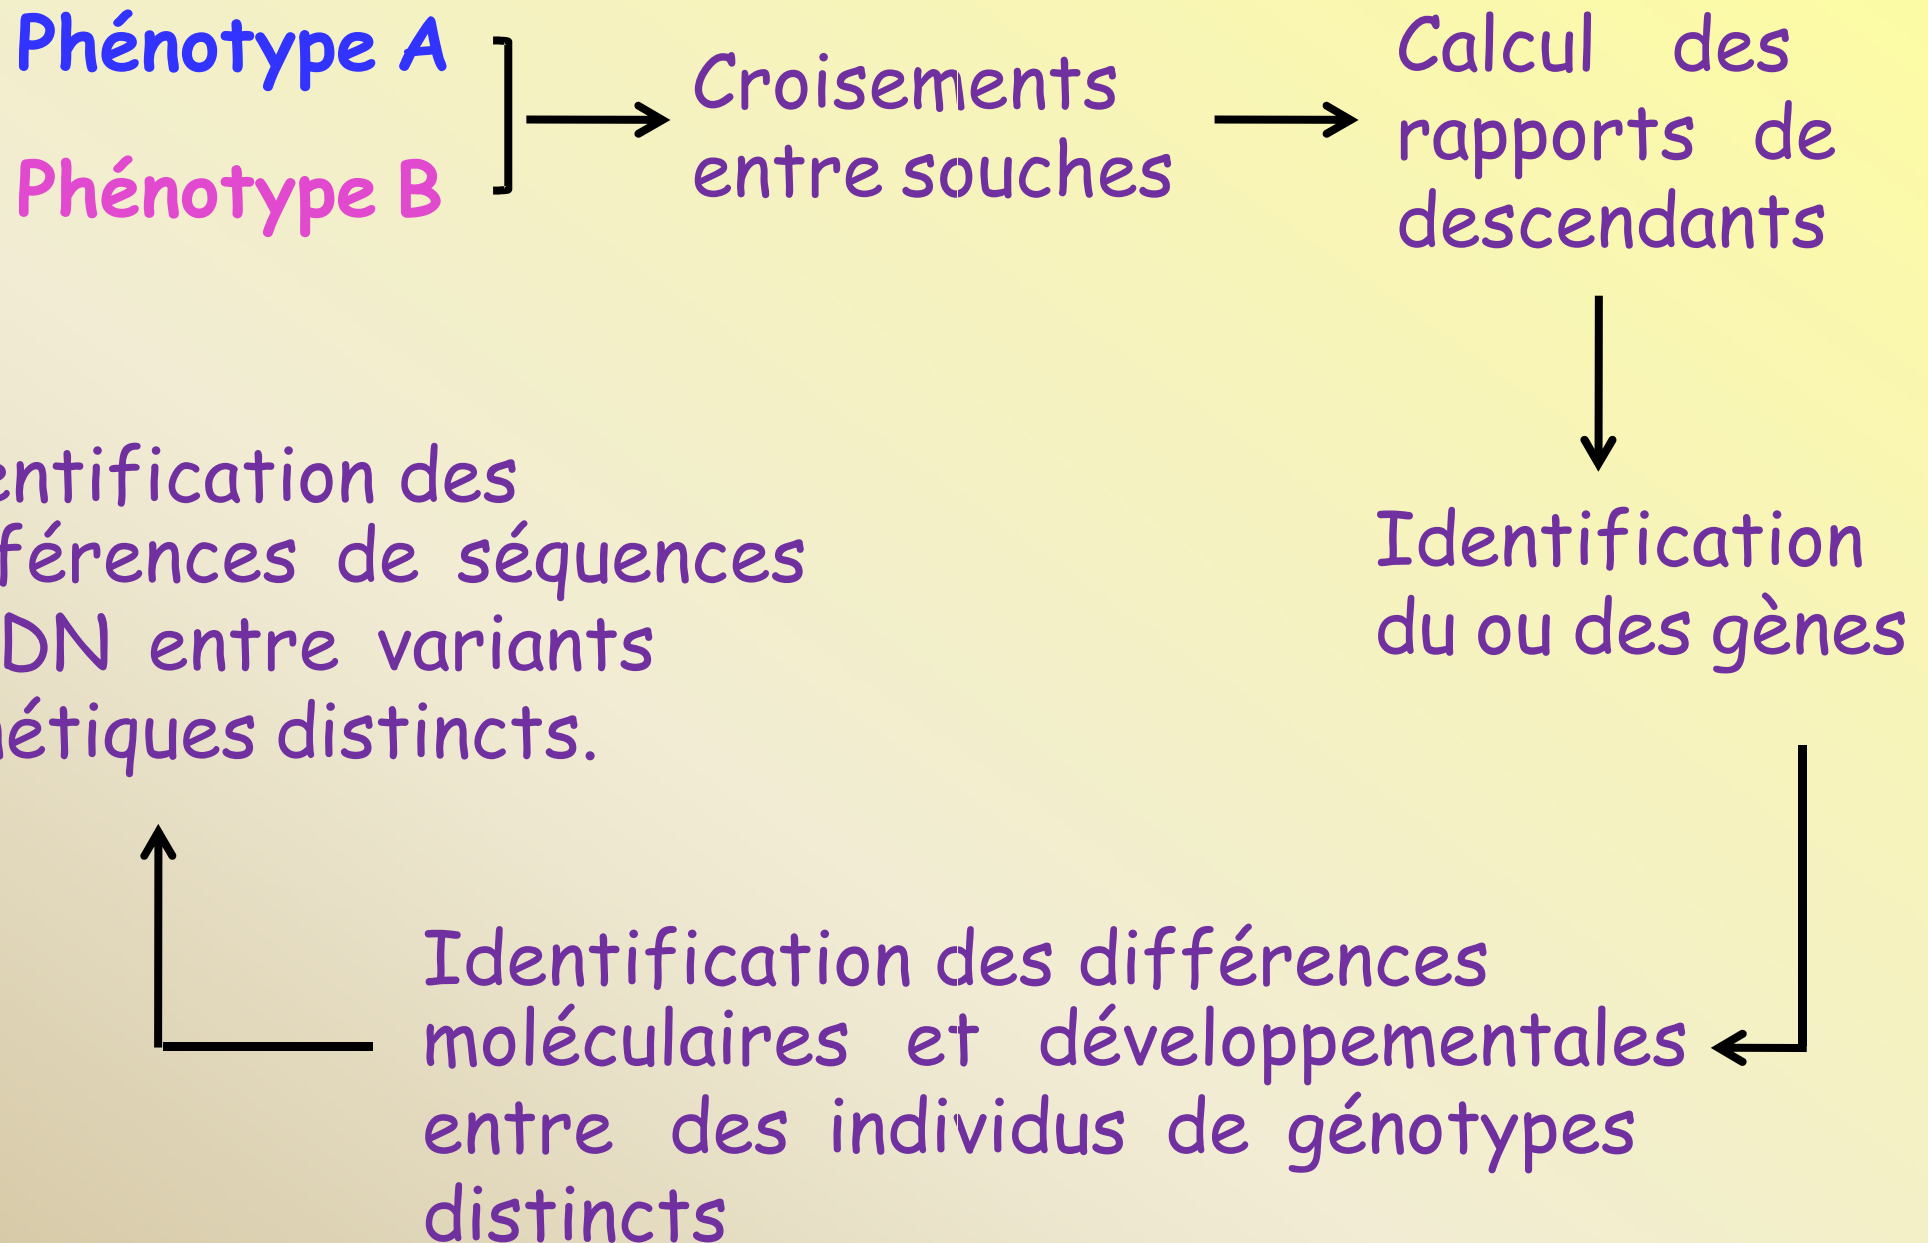 Phénotype A
Phénotype B
Croisements
entre souches
Calcul des
rapports de
descendants
Identification
du ou des gènes
Identification des différences
moléculaires et développementales
entre des individus de génotypes
distincts
entification des
férences de séquences
DN entre variants
étiques distincts.